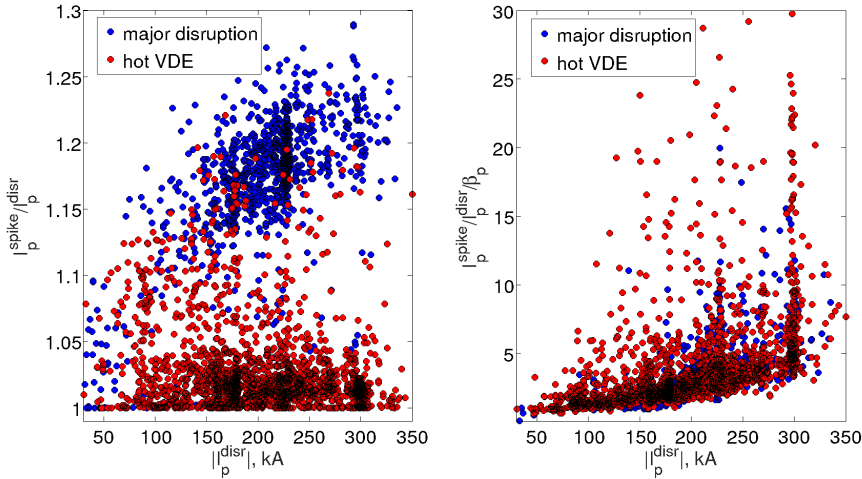 1.3
1.25
1.2
1.15
1.1
1.05
1
I_p^spike/I_p^disr
major disruption
hot VDE
50 100 150 200 250 300 350
|I_p^disr|, kA
30
25
20
15
10
5
I_p^spike/I_p^disr/β_p
major disruption
hot VDE
50 100 150 200 250 300 350
|I_p^disr|, kA